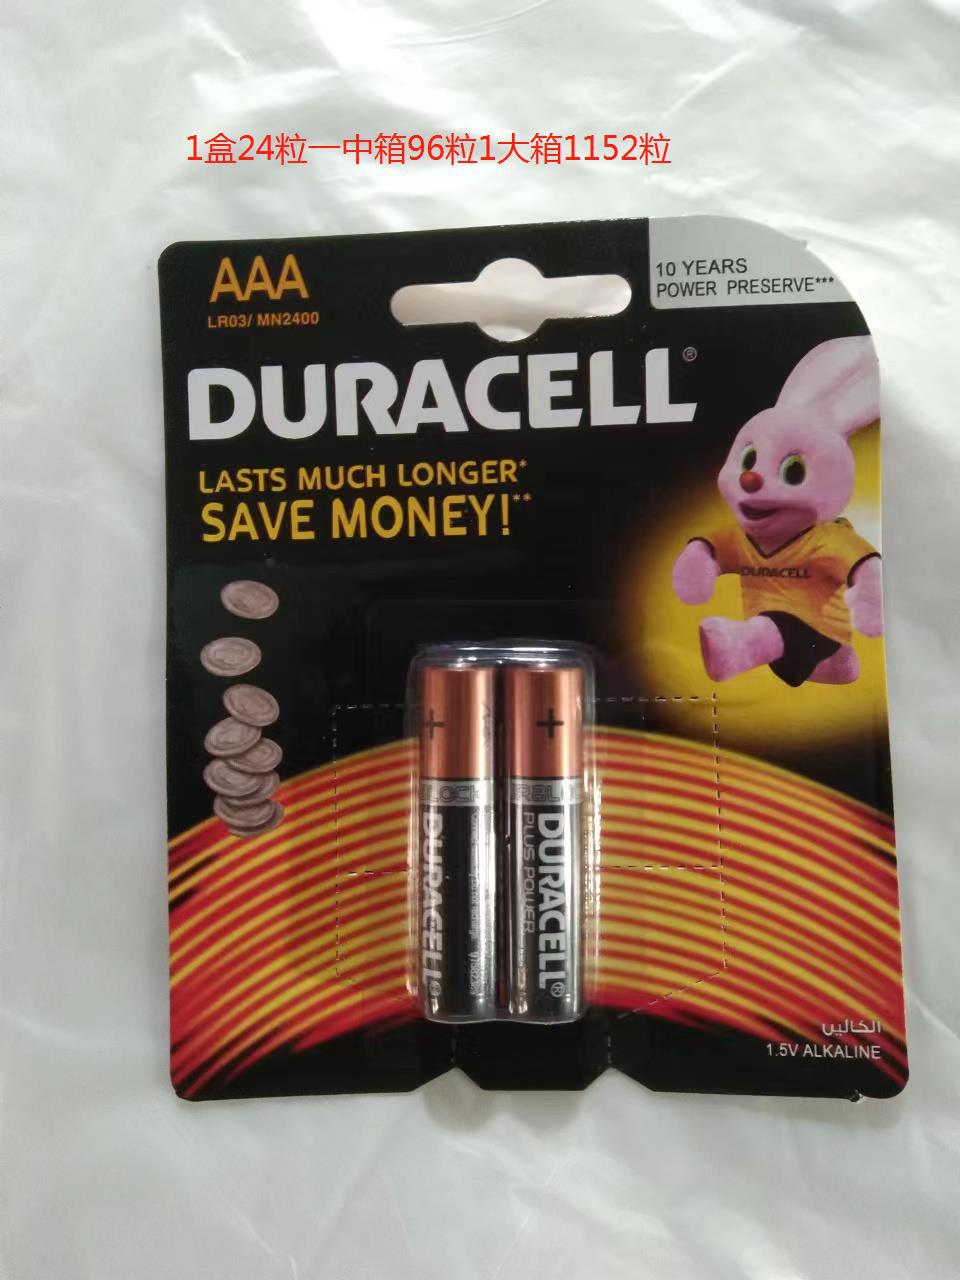 1盒24粒一中箱96粒1大箱1152粒
AAA
LR03/ MN2400
10 YEARS
POWER PRESERVE***
DURACELL®
LASTS MUCH LONGER*
SAVE MONEY!**
DURACELL
+
+
DURACELL®
DURACELL®
PLUS POWER
الكالين
1.5V ALKALINE